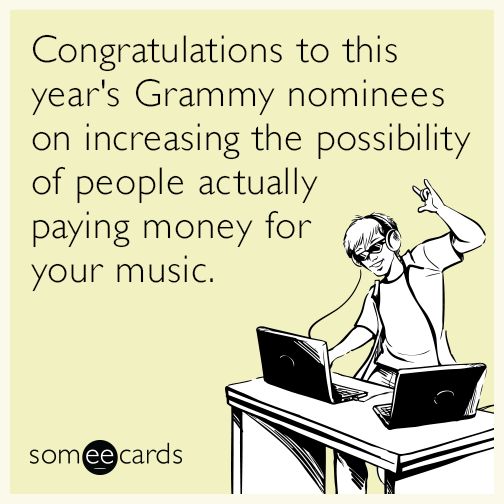 Congratulations to this
year's Grammy nominees
on increasing the possibility
of people actually
paying money for
your music.
someecards